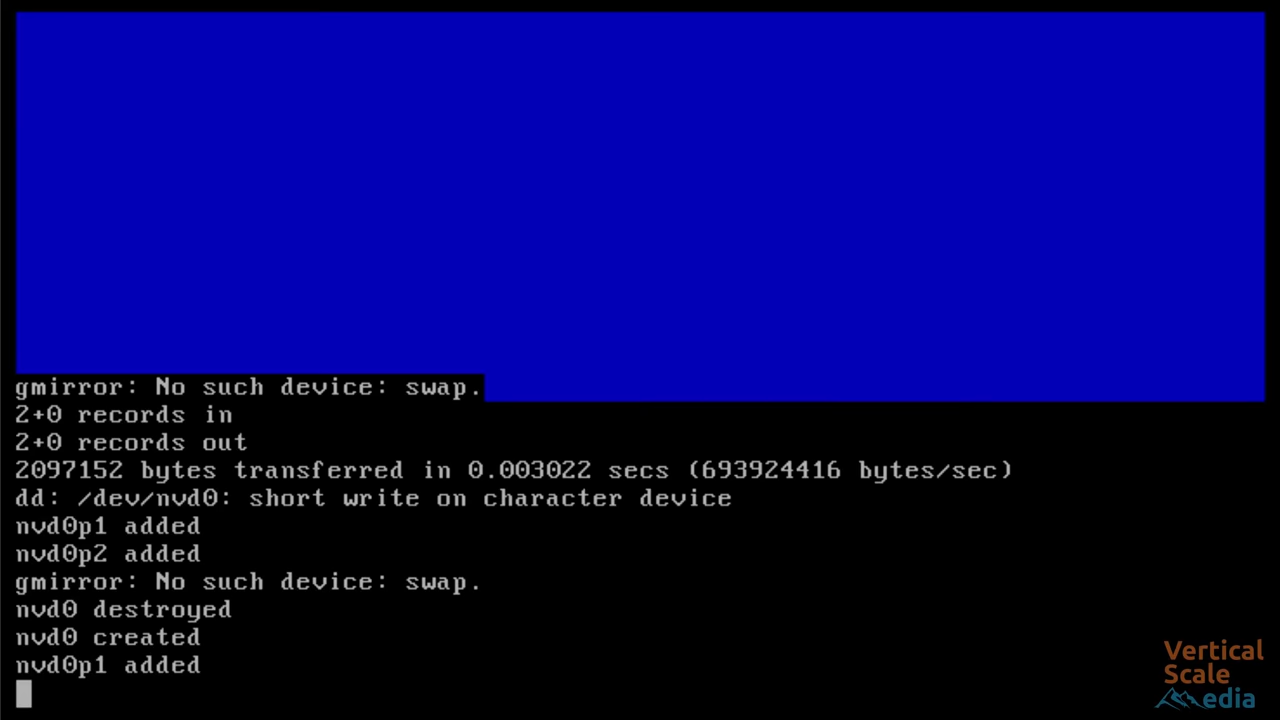 gmirror: No such device: swap.
2+0 records in
2+0 records out
2097152 bytes transferred in 0.003022 secs (693924416 bytes/sec)
dd: /dev/nvd0: short write on character device
nvd0p1 added
nvd0p2 added
gmirror: No such device: swap.
nvd0 destroyed
nvd0 created
nvd0p1 added
Vertical
Scale
Media